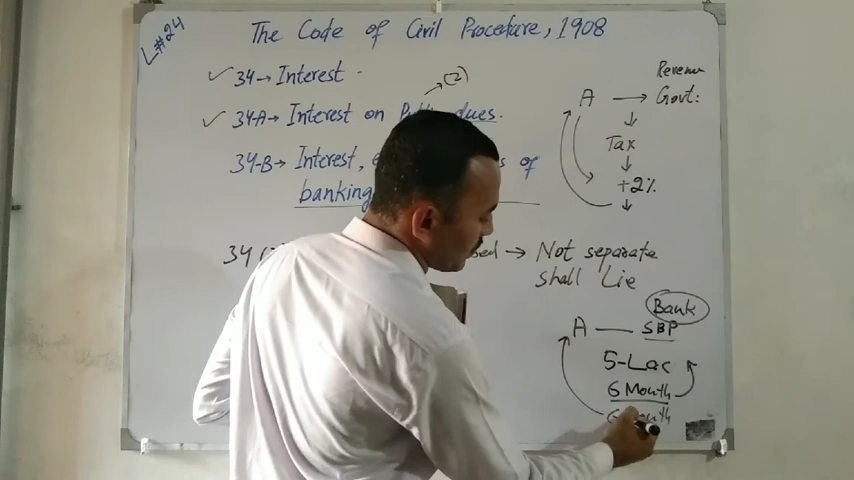 L#24
The Code of Civil Procedure, 1908
34 → Interest
(2)
34-A → Interest on dues.
34-B → Interest, of
banking
34 → Not separate
shall Lie
Revenue
A → Govt:
Tax
+2%
Bank
A — SBP
5-Lac
6 Month